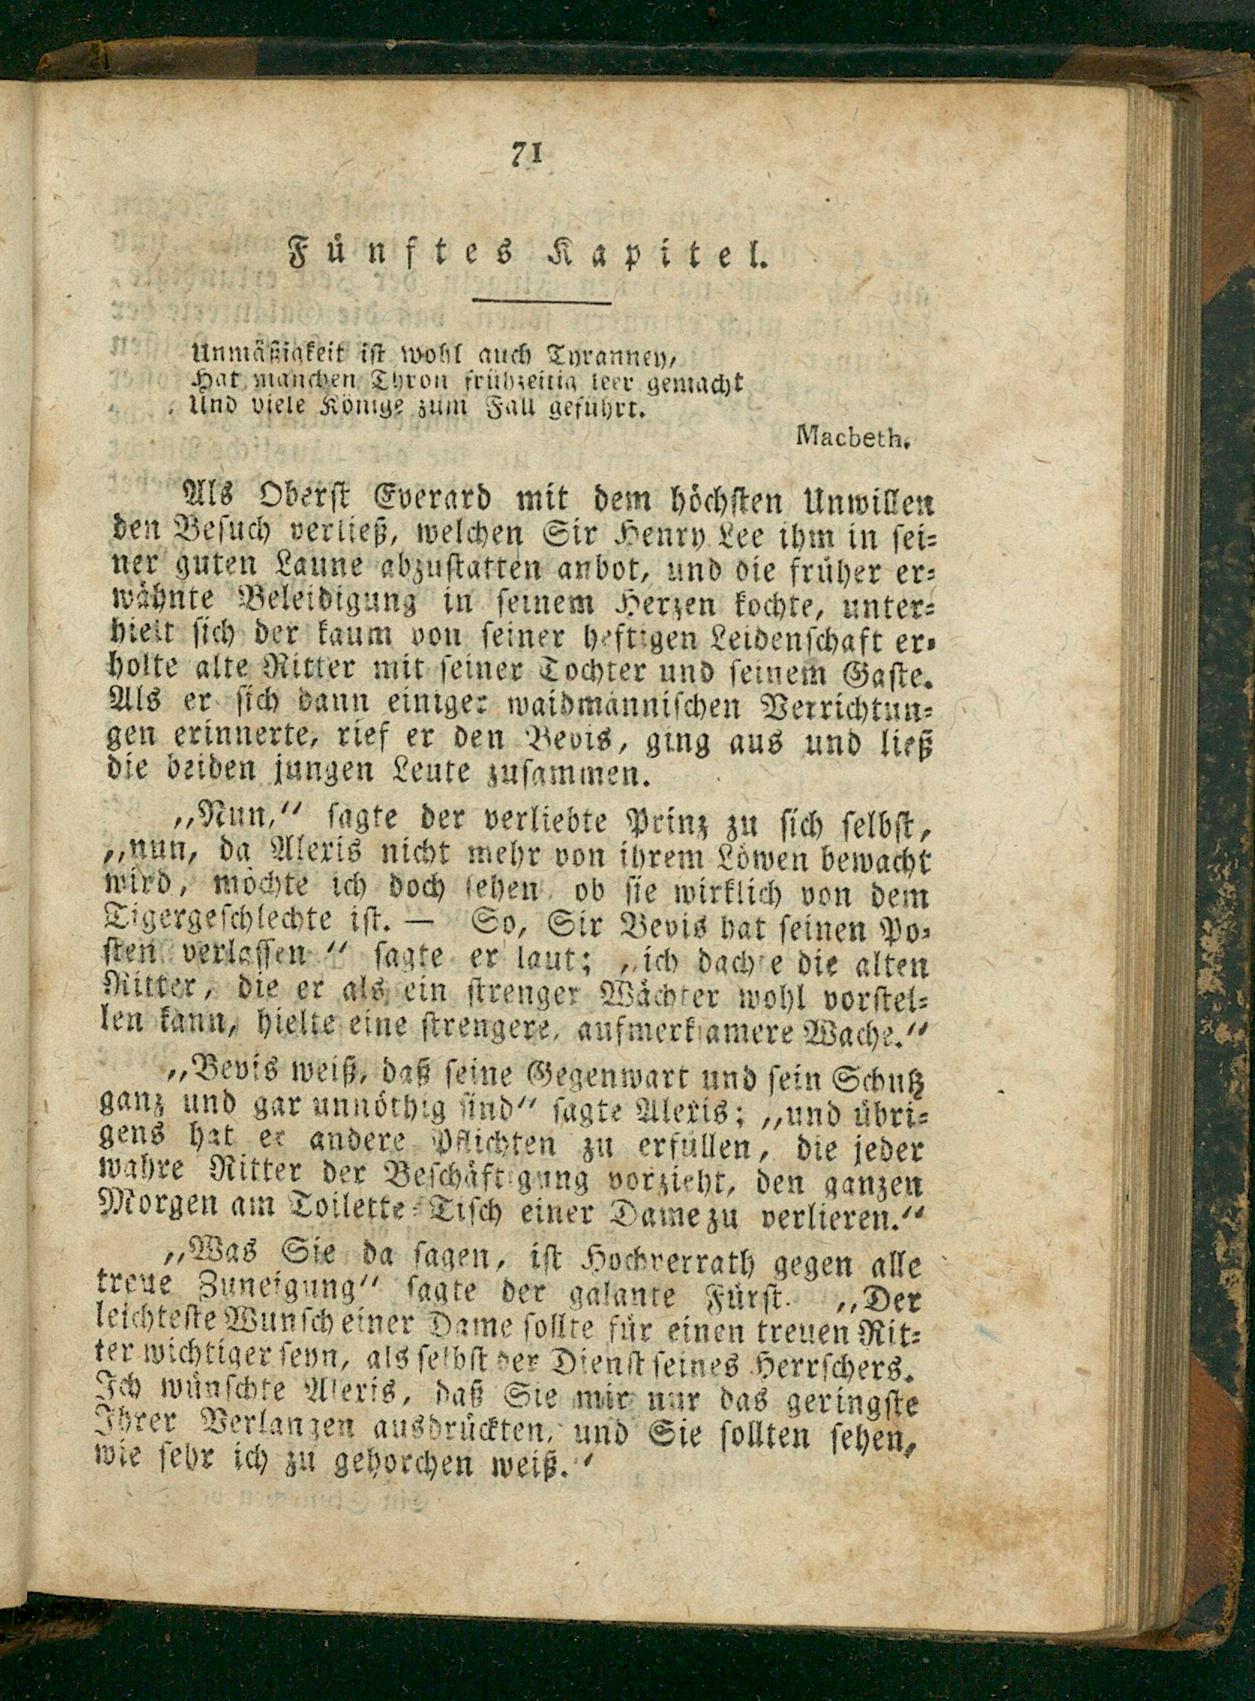 71
Fünftes Kapitel.
Unmäßigkeit ist wohl auch Tyranney,
Hat manchen Thron frühzeitig leer gemacht
Und viele Könige zum Fall geführt.
Macbeth.
Als Oberst Everard mit dem höchsten Unwillen
den Besuch verließ, welchen Sir Henry Lee ihm in sei-
ner guten Laune abzustatten anbot, und die früher er-
wähnte Beleidigung in seinem Herzen kochte, unter-
hielt sich der kaum von seiner heftigen Leidenschaft er-
holte alte Ritter mit seiner Tochter und seinem Gaste.
Als er sich dann einiger waidmännischen Verrichtun-
gen erinnerte, rief er den Bevis, ging aus und ließ
die beiden jungen Leute zusammen.
„Nun,“ sagte der verliebte Prinz zu sich selbst,
„nun, da Alexis nicht mehr von ihrem Löwen bewacht
wird, möchte ich doch sehen ob sie wirklich von dem
Tigergeschlechte ist. — So, Sir Bevis hat seinen Po-
sten verlassen“ sagte er laut; „ich dachte die alten
Ritter, die er als ein strenger Wächter wohl vorstel-
len kann, hielte eine strengere, aufmerksamere Wache.“
„Bevis weiß, daß seine Gegenwart und sein Schutz
ganz und gar unnöthig sind“ sagte Alexis; „und übri-
gens hat er andere Pflichten zu erfüllen, die jeder
wahre Ritter der Beschäftigung vorzieht, den ganzen
Morgen am Toilette-Tisch einer Dame zu verlieren.“
„Was Sie da sagen, ist Hochverrath gegen alle
treue Zuneigung“ sagte der galante Fürst. „Der
leichteste Wunsch einer Dame sollte für einen treuen Rit-
ter wichtiger seyn, als selbst der Dienst seines Herrschers.
Ich wünschte Alexis, daß Sie mir nur das geringste
Ihrer Verlangen ausdrückten, und Sie sollten sehen,
wie sehr ich zu gehorchen weiß.“